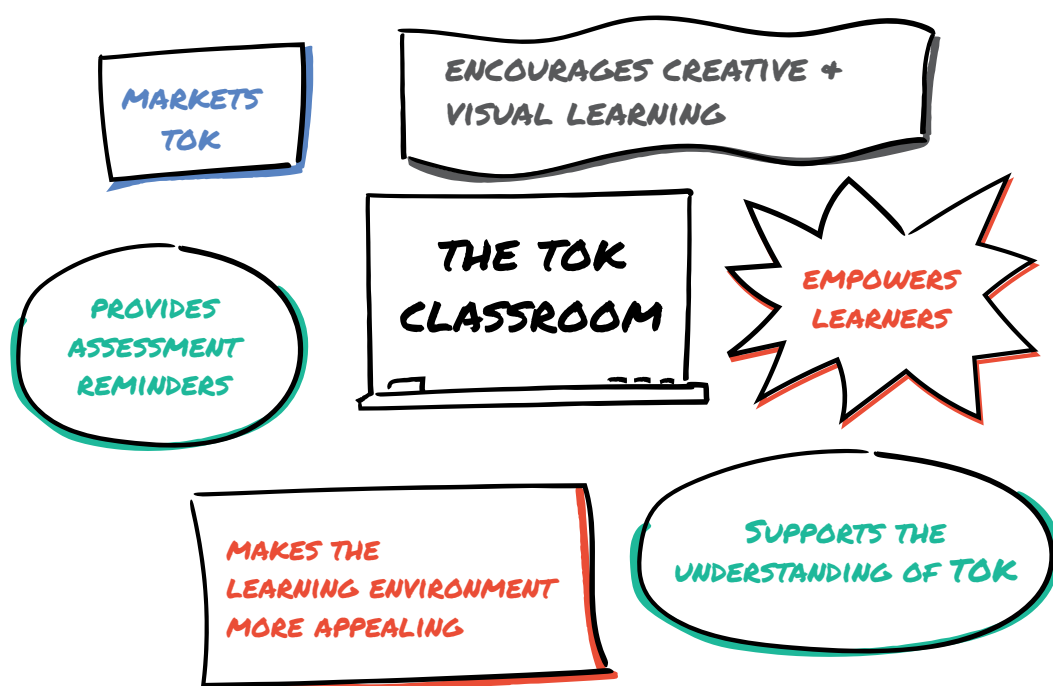 MARKETS
TOK
ENCOURAGES CREATIVE &
VISUAL LEARNING
THE TOK
CLASSROOM
EMPOWERS
LEARNERS
PROVIDES
ASSESSMENT
REMINDERS
MAKES THE
LEARNING ENVIRONMENT
MORE APPEALING
SUPPORTS THE
UNDERSTANDING OF TOK